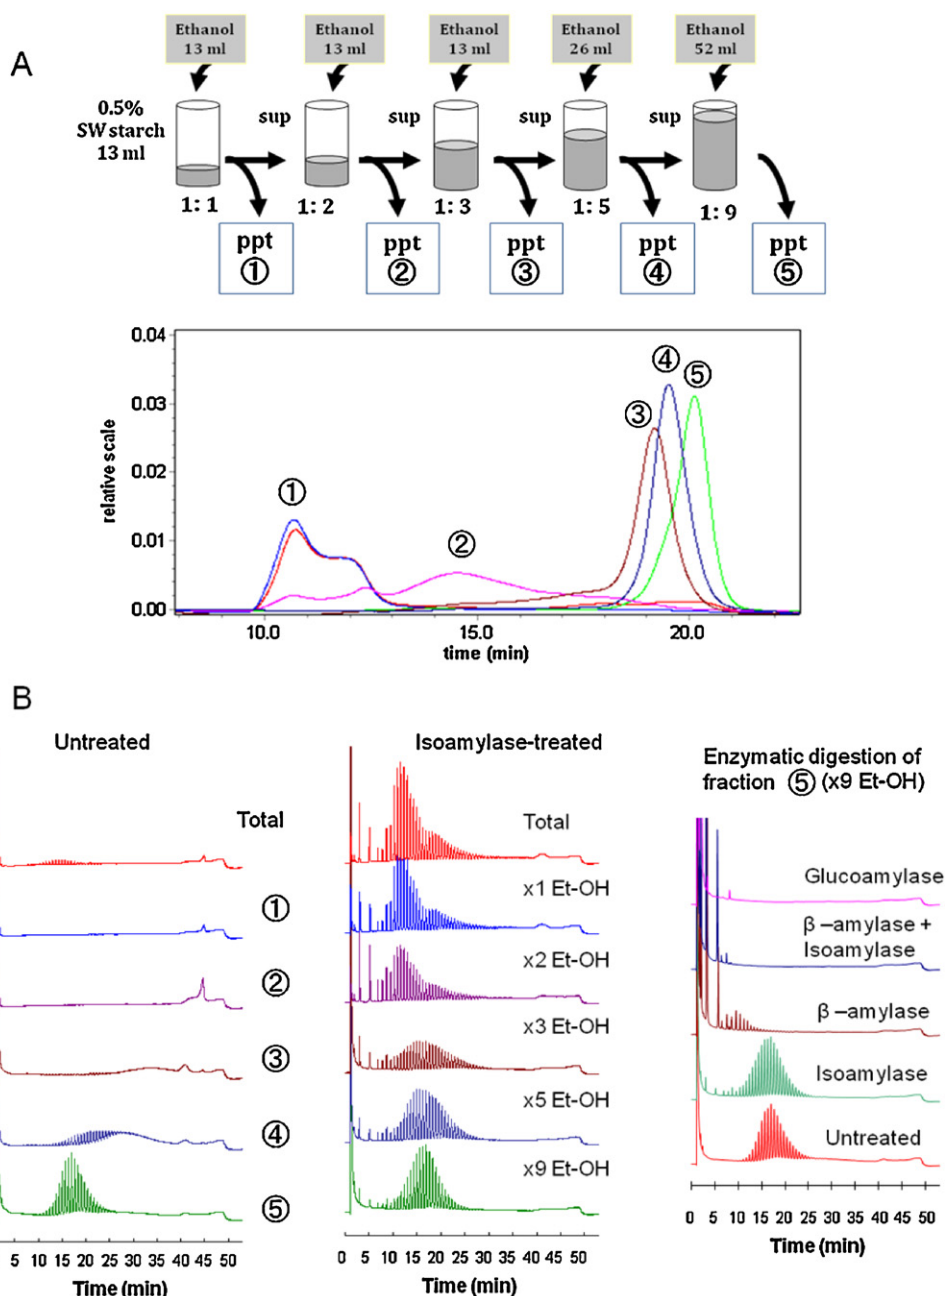 A
Ethanol
13 ml
Ethanol
13 ml
Ethanol
13 ml
Ethanol
26 ml
Ethanol
52 ml
0.5%
SW starch
13 ml
sup
sup
sup
sup
1: 1
1: 2
1: 3
1: 5
1: 9
ppt
①
ppt
②
ppt
③
ppt
④
ppt
⑤
relative scale
0.04
0.03
0.02
0.01
0.00
①
②
③
④
⑤
10.0
15.0
20.0
time (min)
B
Untreated
Total
①
②
③
④
⑤
5 10 15 20 25 30 35 40 45 50
Time (min)
Isoamylase-treated
Total
x1 Et-OH
x2 Et-OH
x3 Et-OH
x5 Et-OH
x9 Et-OH
0 5 10 15 20 25 30 35 40 45 50
Time (min)
Enzymatic digestion of
fraction ⑤ (x9 Et-OH)
Glucoamylase
β –amylase +
Isoamylase
β –amylase
Isoamylase
Untreated
0 5 10 15 20 25 30 35 40 45 50
Time (min)